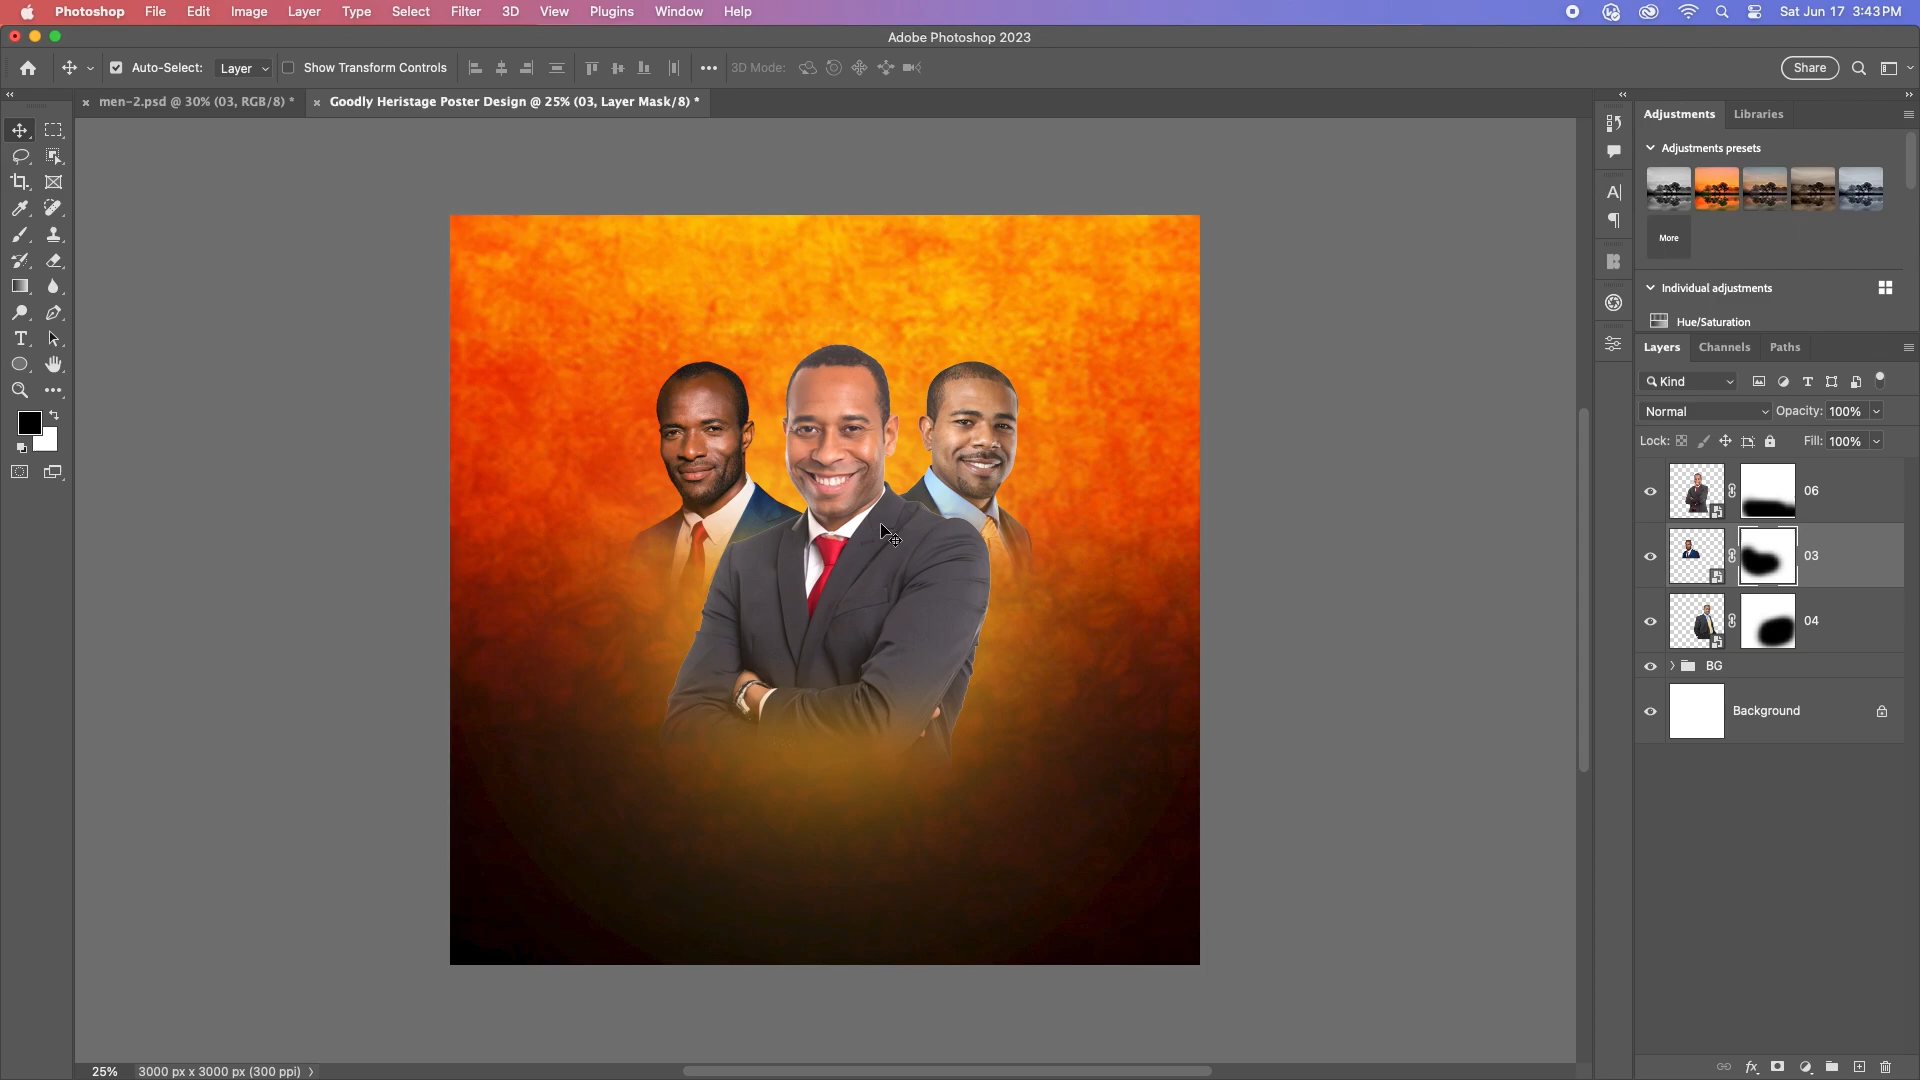 Photoshop File Edit Image Layer Type Select Filter 3D View Plugins Window Help Sat Jun 17 3:43 PM
Adobe Photoshop 2023
Auto-Select: Layer Show Transform Controls 3D Mode: Share
men-2.psd @ 30% (03, RGB/8) * Goodly Heristage Poster Design @ 25% (03, Layer Mask/8) *
Adjustments Libraries
Adjustments presets
More
Individual adjustments
Hue/Saturation
Layers Channels Paths
Kind
Normal Opacity: 100%
Lock: Fill: 100%
06
03
04
BG
Background
25% 3000 px x 3000 px (300 ppi)